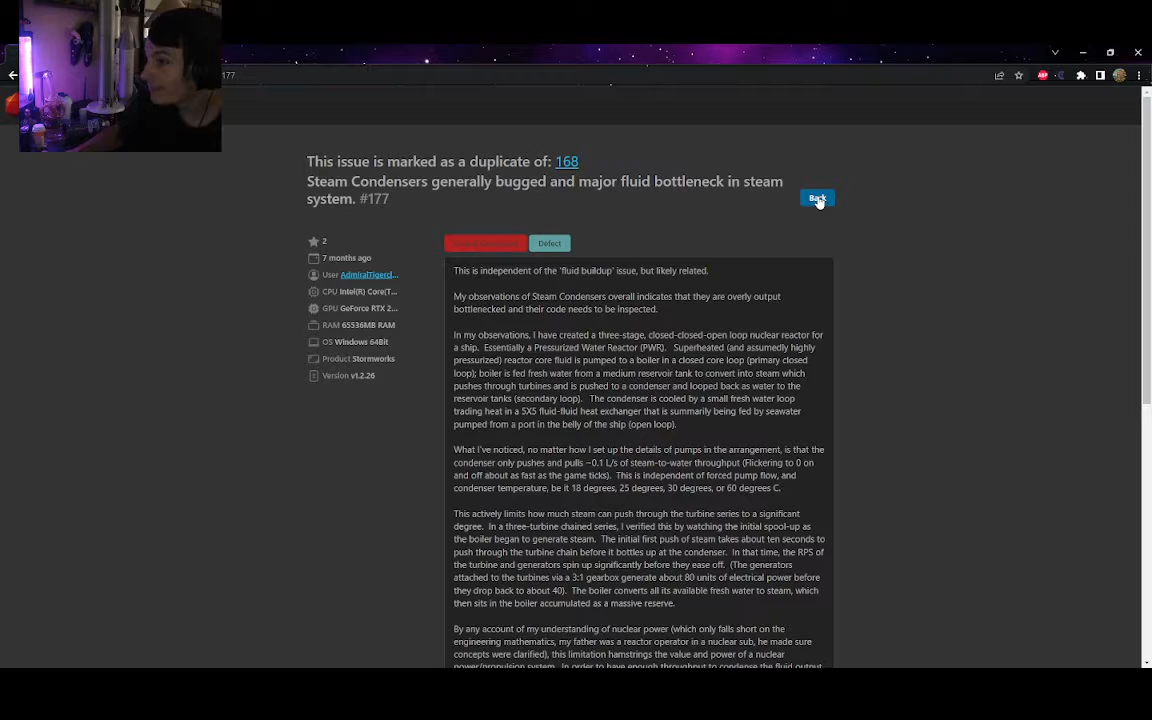 177
ABP
This issue is marked as a duplicate of: 168
Steam Condensers generally bugged and major fluid bottleneck in steam
system. #177
Back
2
7 months ago
User AdmiralTigercl...
CPU Intel(R) Core(T...
GPU GeForce RTX 2...
RAM 65536MB RAM
OS Windows 64Bit
Product Stormworks
Version v1.2.26
Defect
This is independent of the 'fluid buildup' issue, but likely related.
My observations of Steam Condensers overall indicates that they are overly output
bottlenecked and their code needs to be inspected.
In my observations, I have created a three-stage, closed-closed-open loop nuclear reactor for
a ship. Essentially a Pressurized Water Reactor (PWR). Superheated (and assumedly highly
pressurized) reactor core fluid is pumped to a boiler in a closed core loop (primary closed
loop); boiler is fed fresh water from a medium reservoir tank to convert into steam which
pushes through turbines and is pushed to a condenser and looped back as water to the
reservoir tanks (secondary loop). The condenser is cooled by a small fresh water loop
trading heat in a 5X5 fluid-fluid heat exchanger that is summarily being fed by seawater
pumped from a port in the belly of the ship (open loop).
What I've noticed, no matter how I set up the details of pumps in the arrangement, is that the
condenser only pushes and pulls ~0.1 L/s of steam-to-water throughput (Flickering to 0 on
and off about as fast as the game ticks). This is independent of forced pump flow, and
condenser temperature, be it 18 degrees, 25 degrees, 30 degrees, or 60 degrees C.
This actively limits how much steam can push through the turbine series to a significant
degree. In a three-turbine chained series, I verified this by watching the initial spool-up as
the boiler began to generate steam. The initial first push of steam takes about ten seconds to
push through the turbine chain before it bottles up at the condenser. In that time, the RPS of
the turbine and generators spin up significantly before they ease off. (The generators
attached to the turbines via a 3:1 gearbox generate about 80 units of electrical power before
they drop back to about 40). The boiler converts all its available fresh water to steam, which
then sits in the boiler accumulated as a massive reserve.
By any account of my understanding of nuclear power (which only falls short on the
engineering mathematics, my father was a reactor operator in a nuclear sub, he made sure
concepts were clarified), this limitation hamstrings the value and power of a nuclear
power/propulsion system. In order to have enough throughput to condense the fluid output